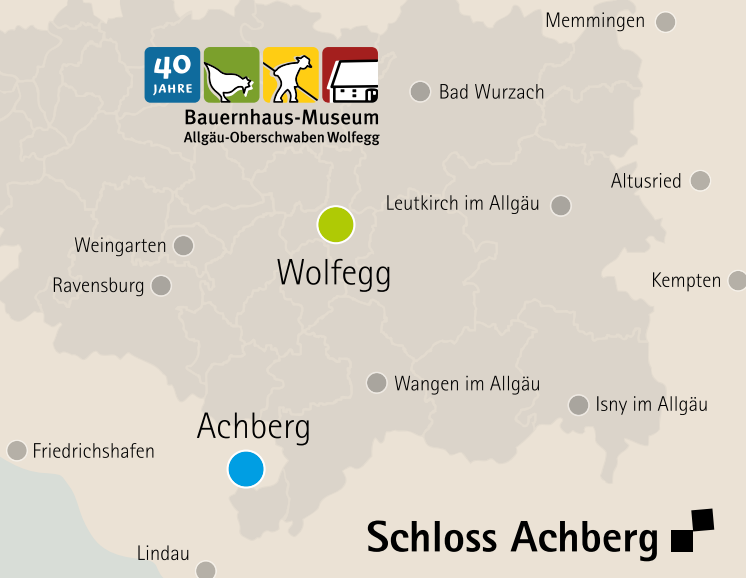 Memmingen
40
JAHRE
Bad Wurzach
Bauernhaus-Museum
Allgäu-Oberschwaben Wolfegg
Altusried
Leutkirch im Allgäu
Weingarten
Wolfegg
Ravensburg
Kempten
Wangen im Allgäu
Isny im Allgäu
Achberg
Friedrichshafen
Schloss Achberg
Lindau